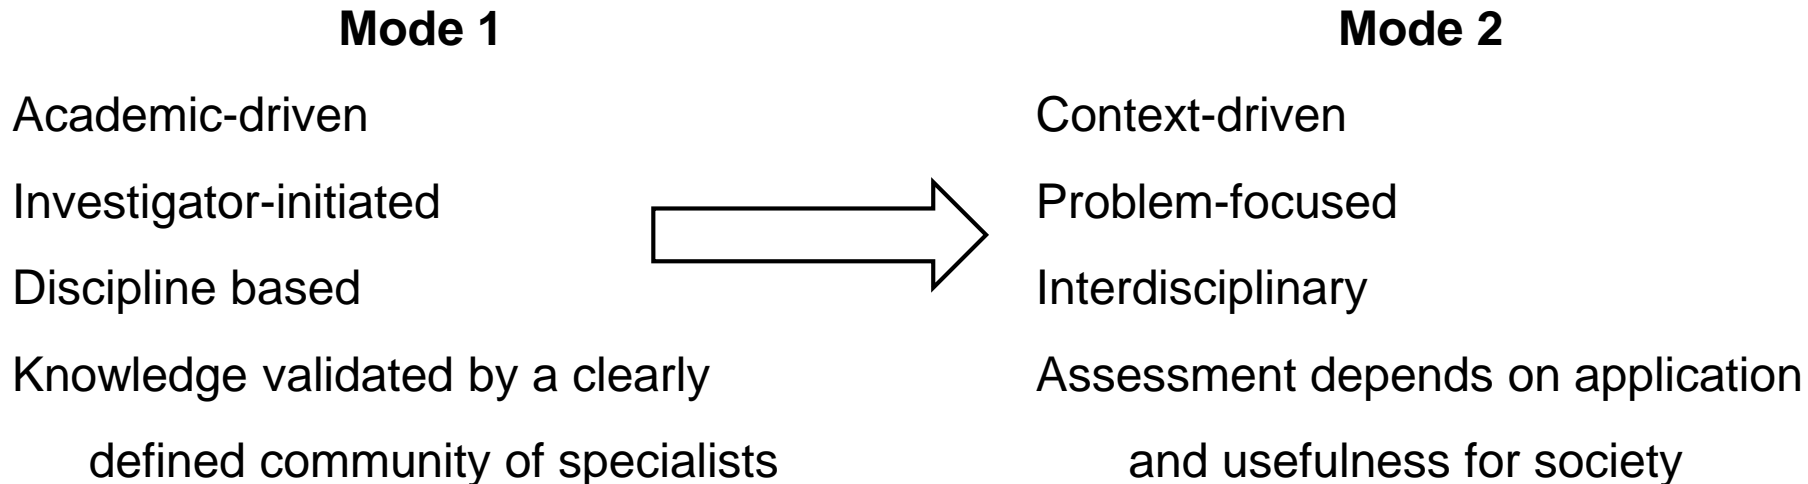 Mode 1
Academic-driven
Investigator-initiated
Discipline based
Knowledge validated by a clearly
defined community of specialists
Mode 2
Context-driven
Problem-focused
Interdisciplinary
Assessment depends on application
and usefulness for society